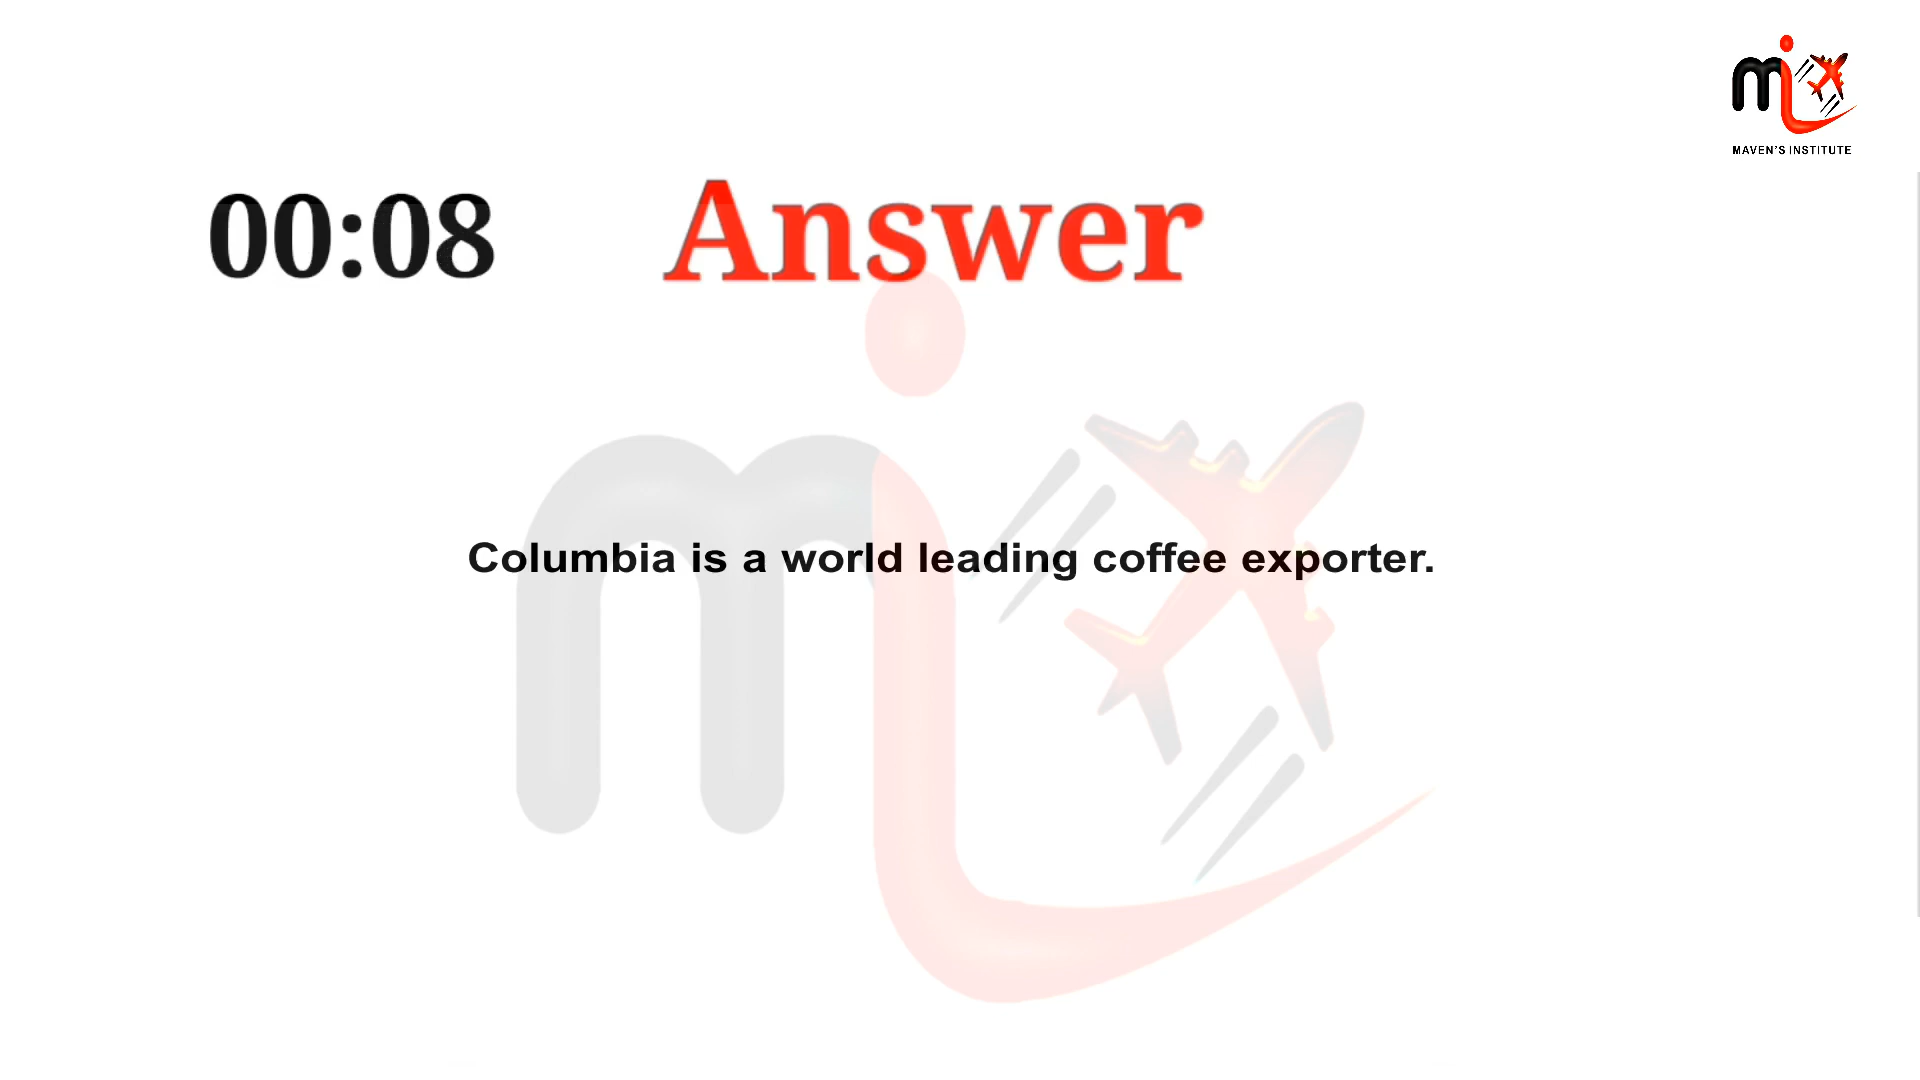 MAVEN'S INSTITUTE
00:08 Answer
Columbia is a world leading coffee exporter.